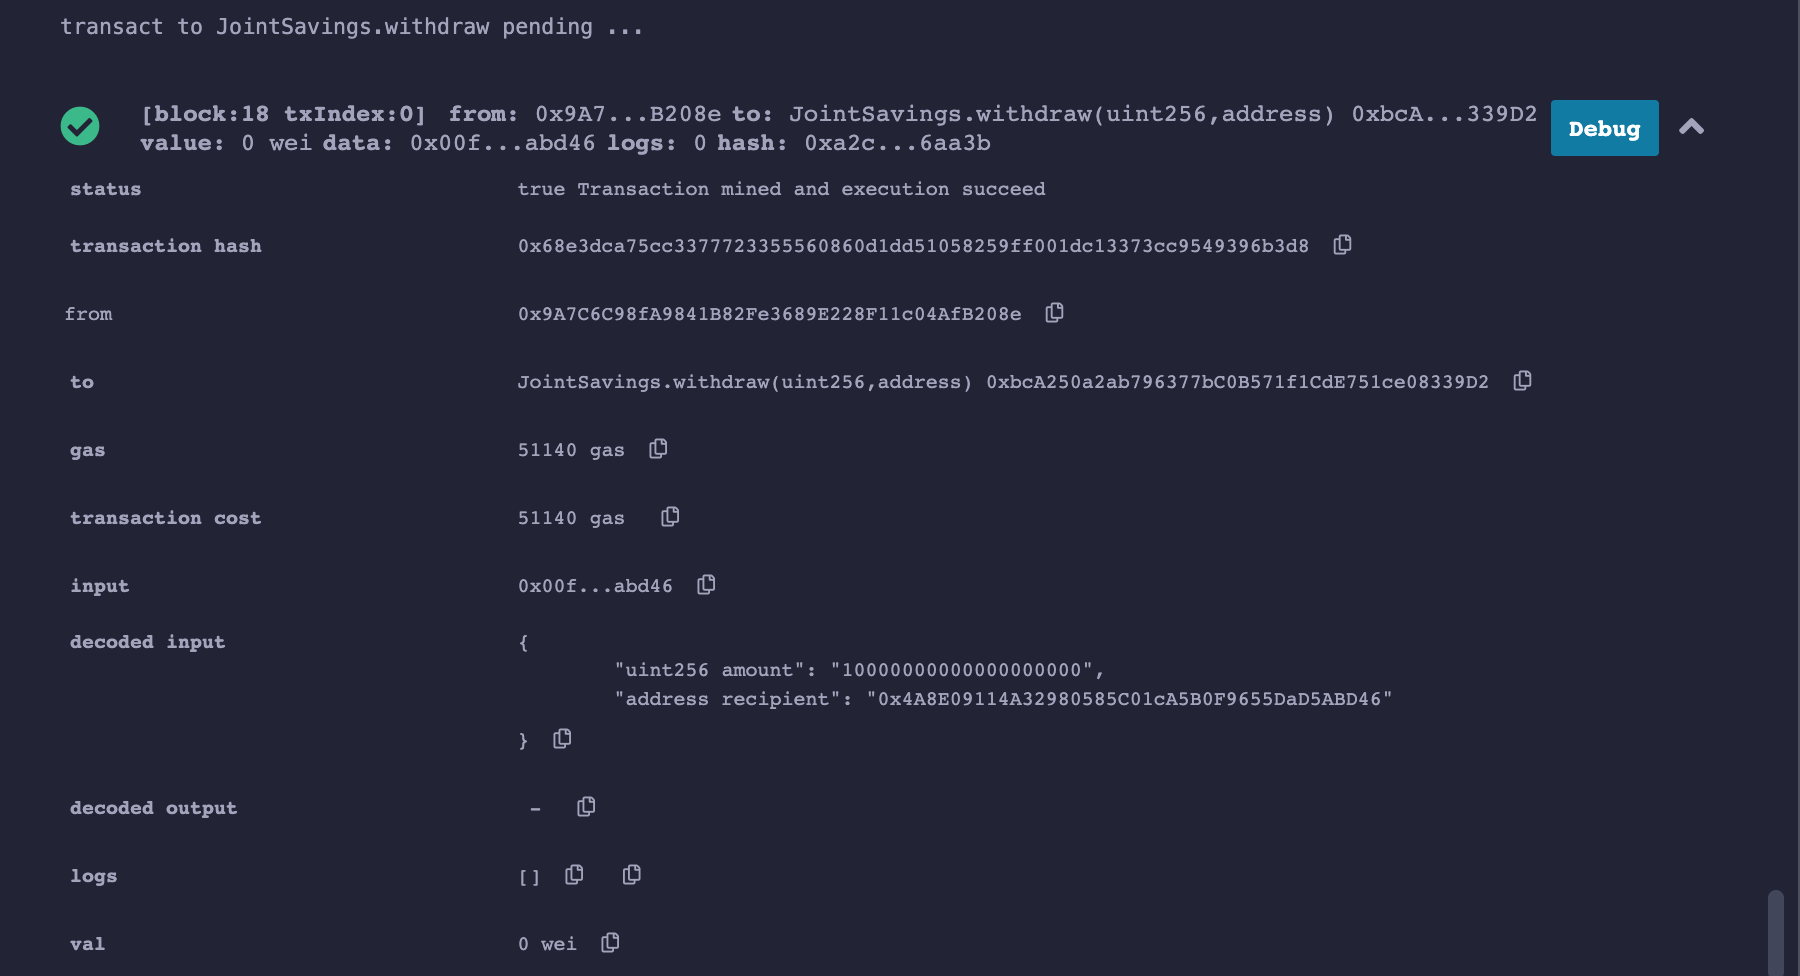 transact to JointSavings.withdraw pending ...
[block:18 txIndex:0] from: 0x9A7...B208e to: JointSavings.withdraw(uint256,address) 0xbcA...339D2
value: 0 wei data: 0x00f...abd46 logs: 0 hash: 0xa2c...6aa3b
Debug
status true Transaction mined and execution succeed
transaction hash 0x68e3dca75cc3377723355560860d1dd51058259ff001dc13373cc9549396b3d8
from 0x9A7C6C98fA9841B82Fe3689E228F11c04AfB208e
to JointSavings.withdraw(uint256,address) 0xbcA250a2ab796377bC0B571f1CdE751ce08339D2
gas 51140 gas
transaction cost 51140 gas
input 0x00f...abd46
decoded input {
"uint256 amount": "10000000000000000000",
"address recipient": "0x4A8E09114A32980585C01cA5B0F9655DaD5ABD46"
}
decoded output -
logs []
val 0 wei